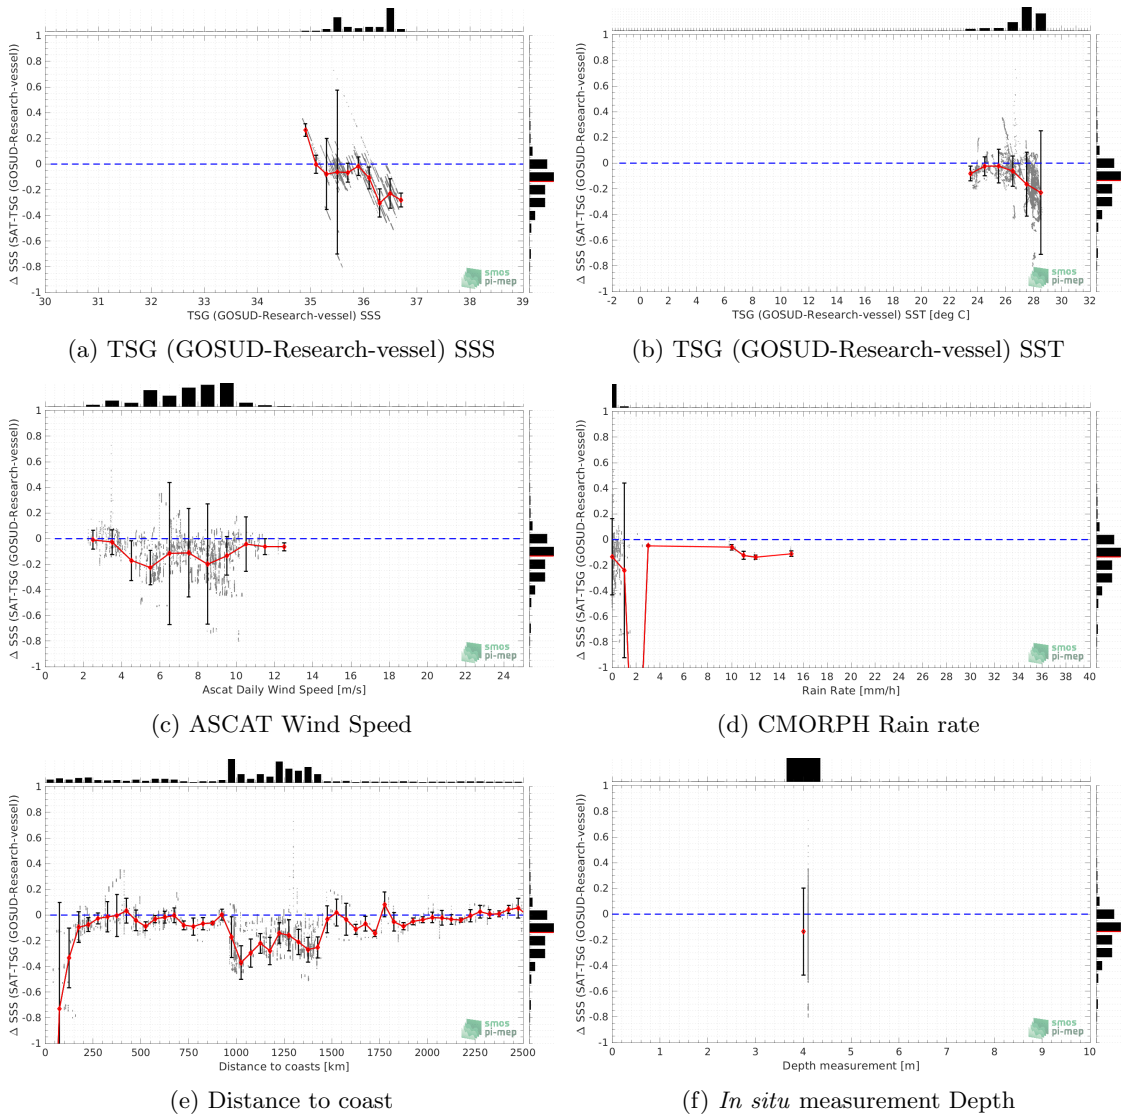 Δ SSS (SAT-TSG (GOSUD-Research-vessel))
1
0.8
0.6
0.4
0.2
0
-0.2
-0.4
-0.6
-0.8
-1
30 31 32 33 34 35 36 37 38 39
TSG (GOSUD-Research-vessel) SSS
smos
pi-mep
(a) TSG (GOSUD-Research-vessel) SSS
Δ SSS (SAT-TSG (GOSUD-Research-vessel))
1
0.8
0.6
0.4
0.2
0
-0.2
-0.4
-0.6
-0.8
-1
-2 0 2 4 6 8 10 12 14 16 18 20 22 24 26 28 30 32
TSG (GOSUD-Research-vessel) SST [deg C]
smos
pi-mep
(b) TSG (GOSUD-Research-vessel) SST
Δ SSS (SAT-TSG (GOSUD-Research-vessel))
1
0.8
0.6
0.4
0.2
0
-0.2
-0.4
-0.6
-0.8
-1
0 2 4 6 8 10 12 14 16 18 20 22 24
Ascat Daily Wind Speed [m/s]
smos
pi-mep
(c) ASCAT Wind Speed
Δ SSS (SAT-TSG (GOSUD-Research-vessel))
1
0.8
0.6
0.4
0.2
0
-0.2
-0.4
-0.6
-0.8
-1
0 2 4 6 8 10 12 14 16 18 20 22 24 26 28 30 32 34 36 38 40
Rain Rate [mm/h]
smos
pi-mep
(d) CMORPH Rain rate
Δ SSS (SAT-TSG (GOSUD-Research-vessel))
1
0.8
0.6
0.4
0.2
0
-0.2
-0.4
-0.6
-0.8
-1
0 250 500 750 1000 1250 1500 1750 2000 2250 2500
Distance to coasts [km]
smos
pi-mep
(e) Distance to coast
Δ SSS (SAT-TSG (GOSUD-Research-vessel))
1
0.8
0.6
0.4
0.2
0
-0.2
-0.4
-0.6
-0.8
-1
0 1 2 3 4 5 6 7 8 9 10
Depth measurement [m]
smos
pi-mep
(f) In situ measurement Depth